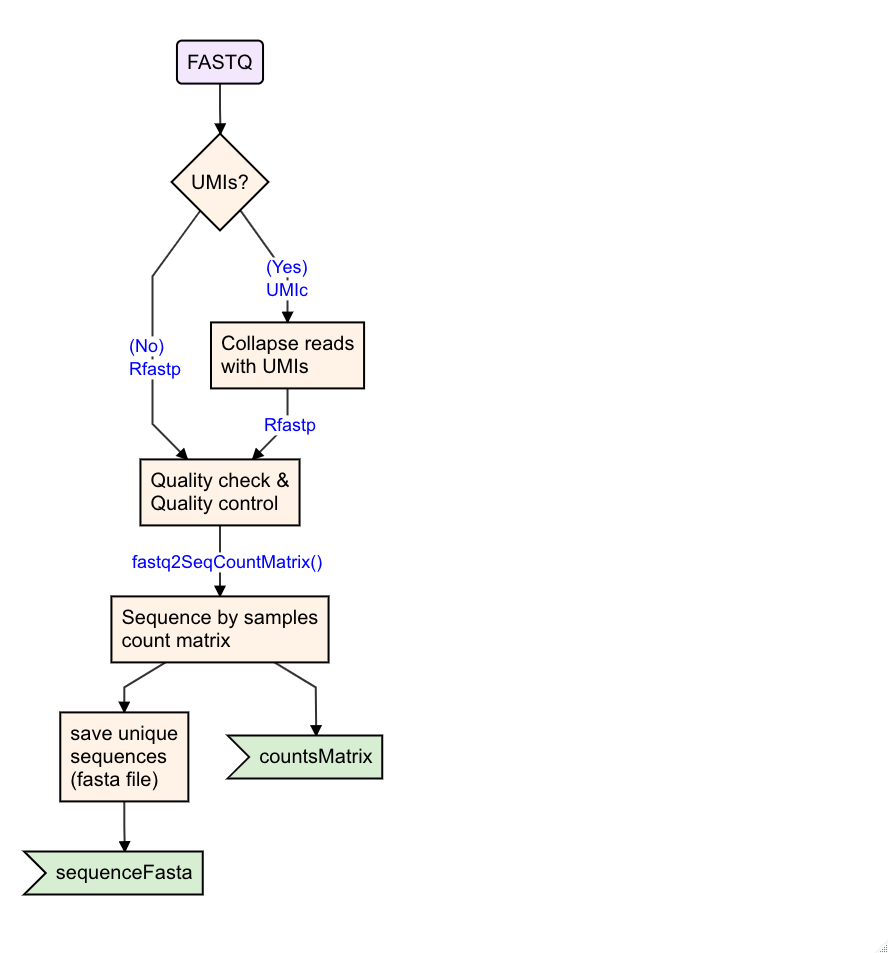 FASTQ
UMIs?
(Yes)
UMIc
(No)
Rfastp
Collapse reads
with UMIs
Rfastp
Quality check &
Quality control
fastq2SeqCountMatrix()
Sequence by samples
count matrix
save unique
sequences
(fasta file)
countsMatrix
sequenceFasta